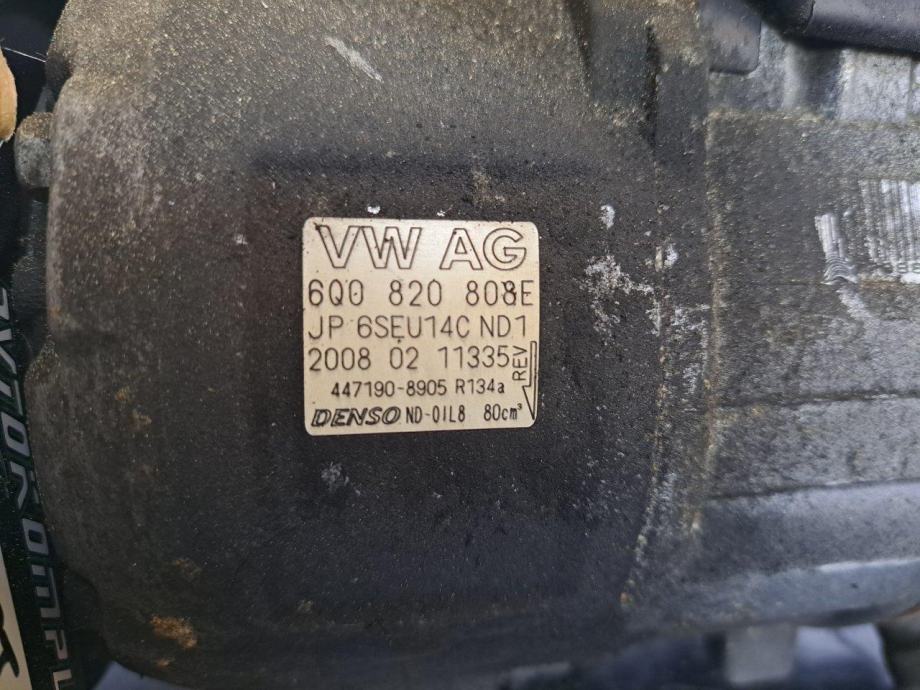 VW AG
6Q0 820 808E
JP 6SEU14C ND1
2008 02 11335
REV
447190-8905 R134a
DENSO ND-OIL8 80cm³